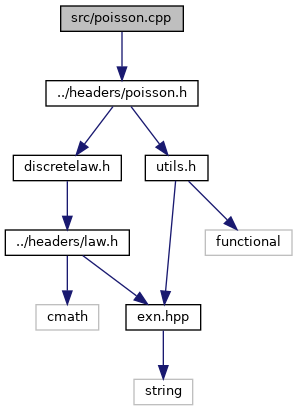 src/poisson.cpp
../headers/poisson.h
discretelaw.h
utils.h
../headers/law.h
functional
cmath
exn.hpp
string